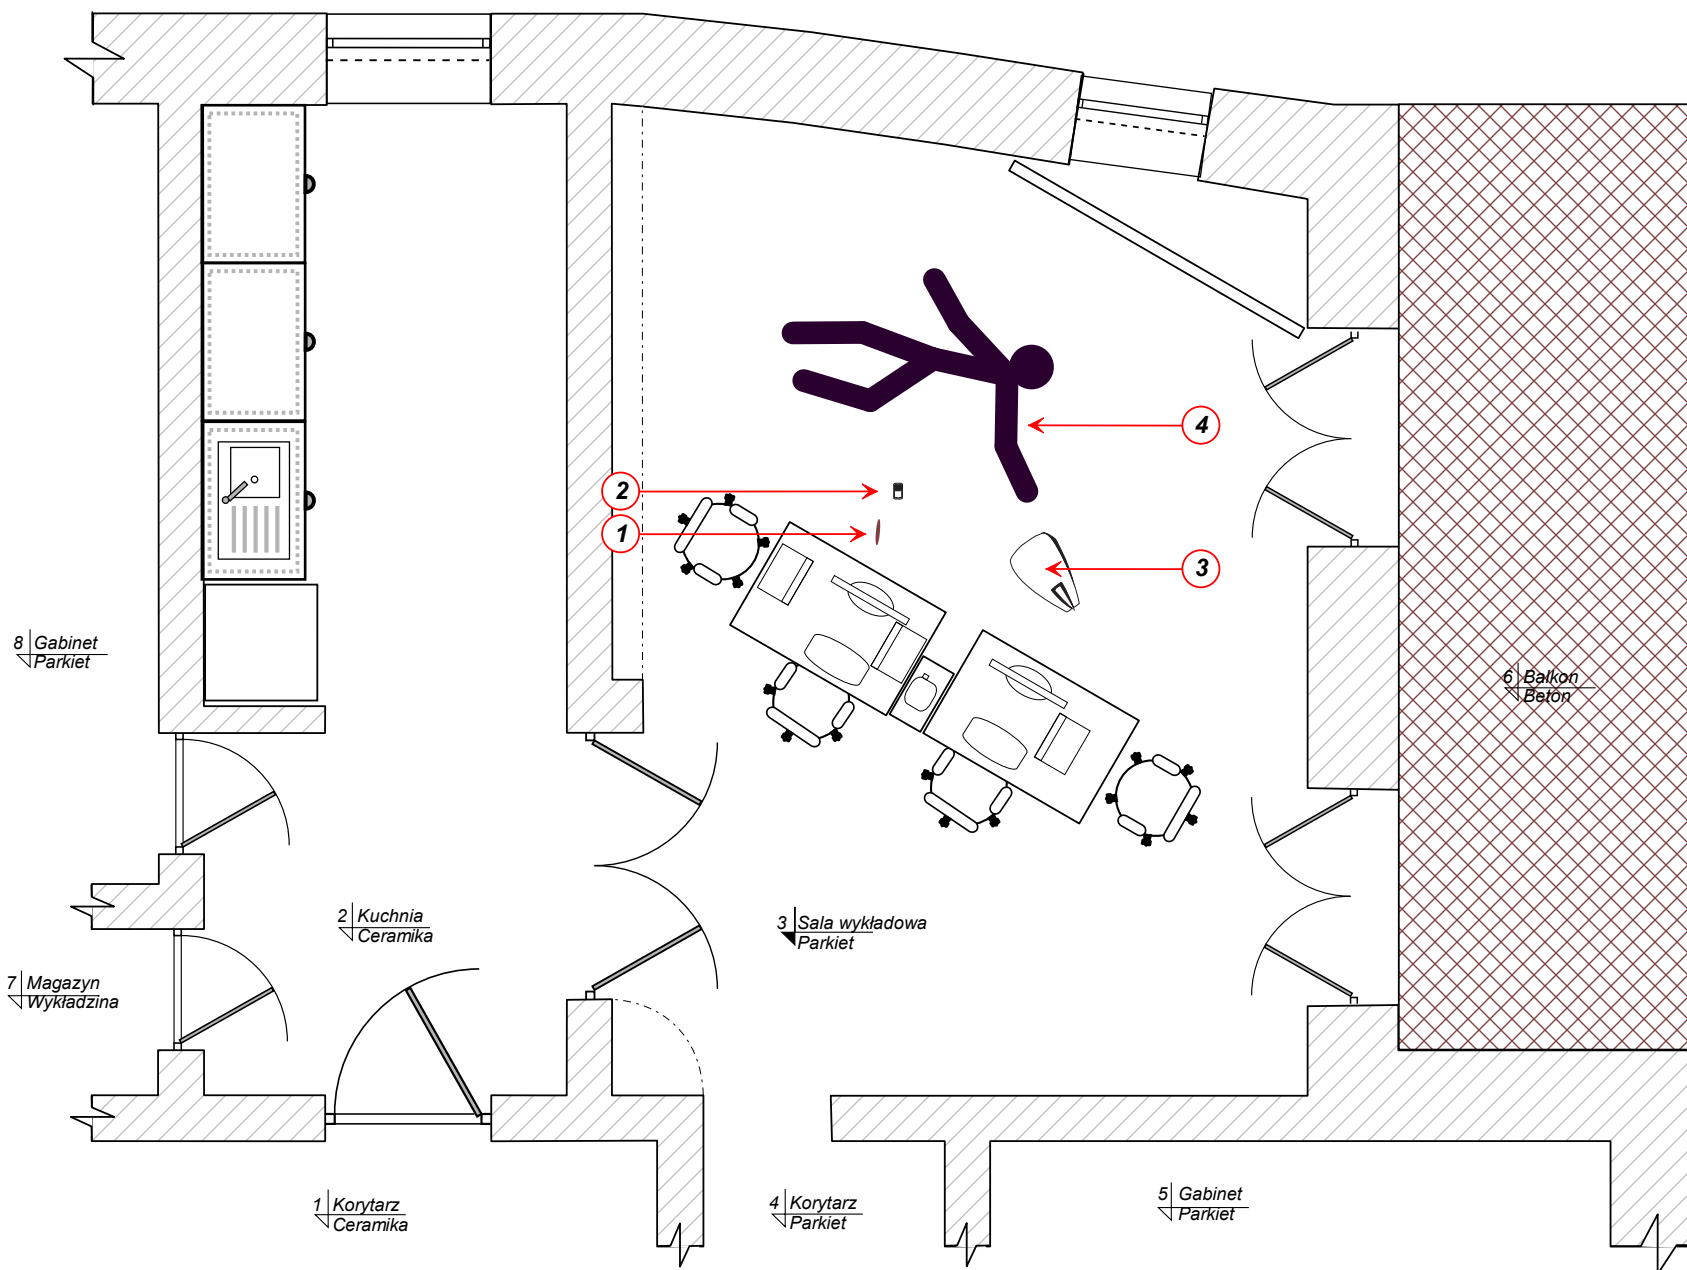 4
2
1
3
8 Gabinet
Parkiet
6 Balkon
Beton
2 Kuchnia
Ceramika
3 Sala wykładowa
Parkiet
7 Magazyn
Wykładzina
1 Korytarz
Ceramika
4 Korytarz
Parkiet
5 Gabinet
Parkiet